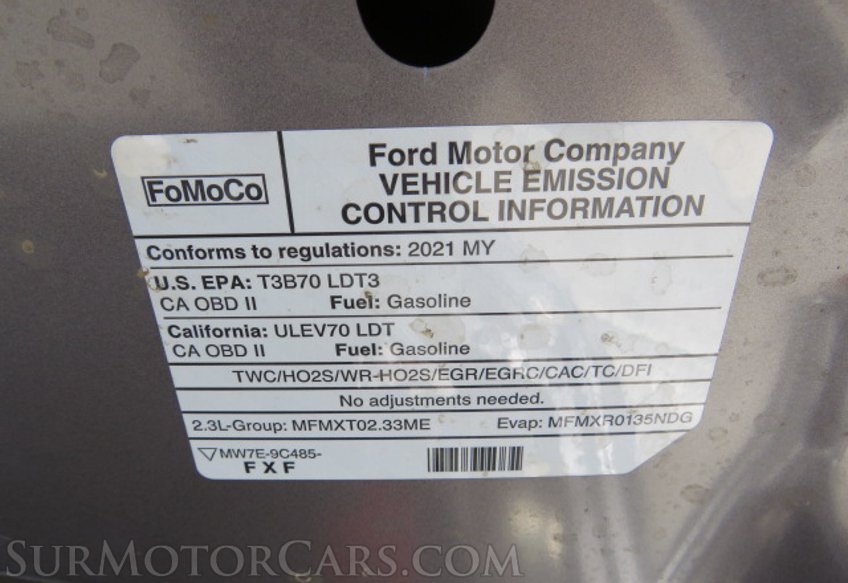 FoMoCo
Ford Motor Company
VEHICLE EMISSION
CONTROL INFORMATION
Conforms to regulations: 2021 MY
U.S. EPA: T3B70 LDT3
CA OBD II Fuel: Gasoline
California: ULEV70 LDT
CA OBD II Fuel: Gasoline
TWC/HO2S/WR-HO2S/EGR/EGRC/CAC/TC/DFI
No adjustments needed.
2.3L-Group: MFMXT02.33ME Evap: MFMXR0135NDG
MW7E-9C485-
F X F
SurMotorCars.com